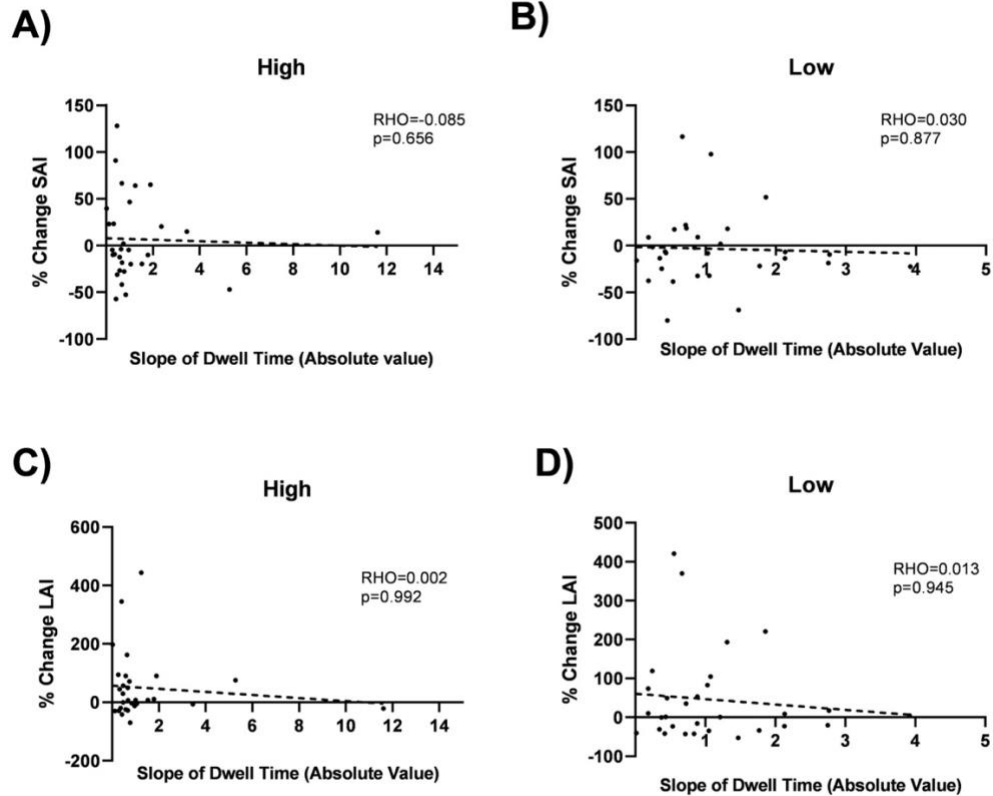 A)
High
RHO=-0.085
p=0.656
150
100
50
0
-50
-100
% Change SAI
2 4 6 8 10 12 14
Slope of Dwell Time (Absolute value)
B)
Low
RHO=0.030
p=0.877
150
100
50
0
-50
-100
% Change SAI
1 2 3 4 5
Slope of Dwell Time (Absolute Value)
C)
High
RHO=0.002
p=0.992
600
400
200
0
-200
% Change LAI
2 4 6 8 10 12 14
Slope of Dwell Time (Absolute Value)
D)
Low
RHO=0.013
p=0.945
500
400
300
200
100
0
-100
% Change LAI
1 2 3 4 5
Slope of Dwell Time (Absolute Value)